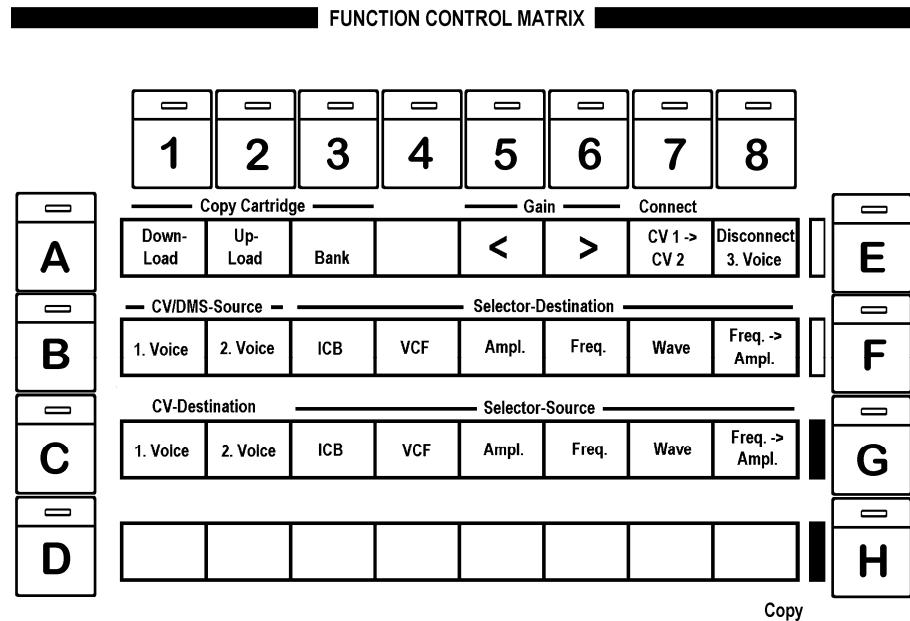 FUNCTION CONTROL MATRIX
1 2 3 4 5 6 7 8
Copy Cartridge Gain Connect
A Down-Load Up-Load Bank < > CV 1 -> CV 2 Disconnect 3. Voice E
CV/DMS-Source Selector-Destination
B 1. Voice 2. Voice ICB VCF Ampl. Freq. Wave Freq. -> Ampl. F
CV-Destination Selector-Source
C 1. Volce 2. Volce ICB VCF Ampl. Freq. Wave Freq. -> Ampl. G
D H
Copy